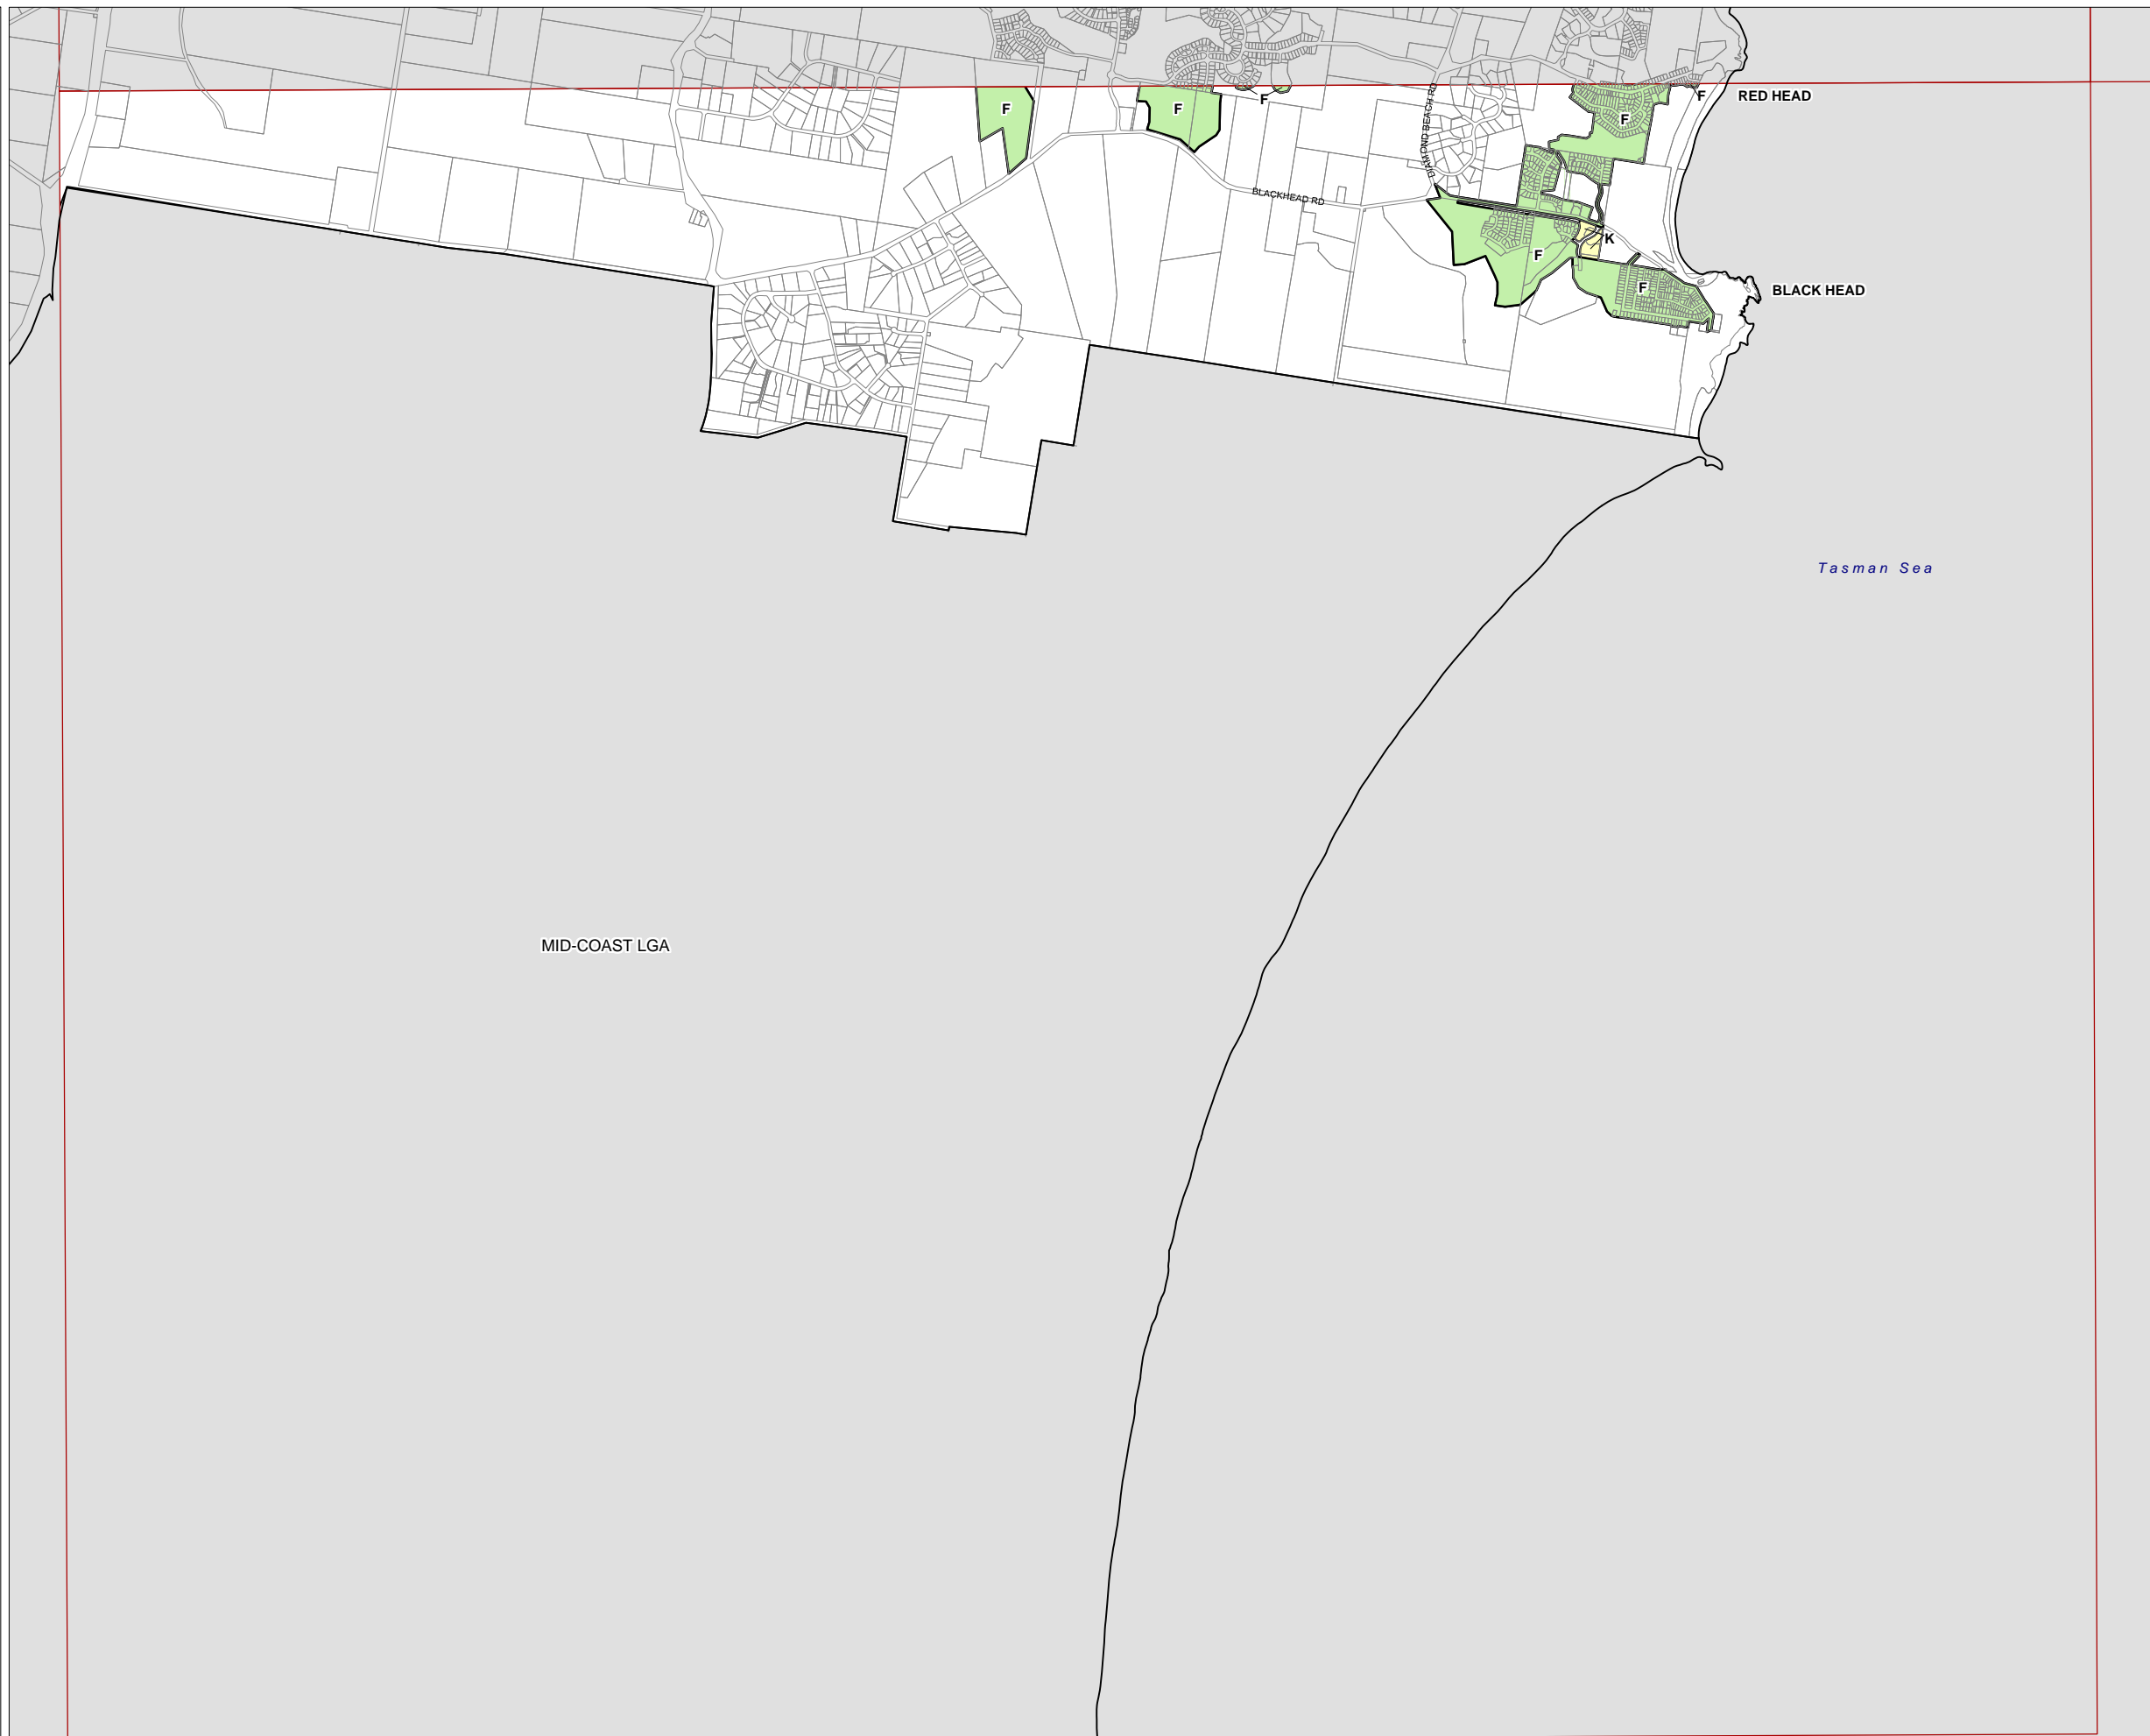 F
F
F
F
RED HEAD
F
DIAMOND BEACH RD
BLACKHEAD RD
K
F
F
BLACK HEAD
Tasman Sea
MID-COAST LGA